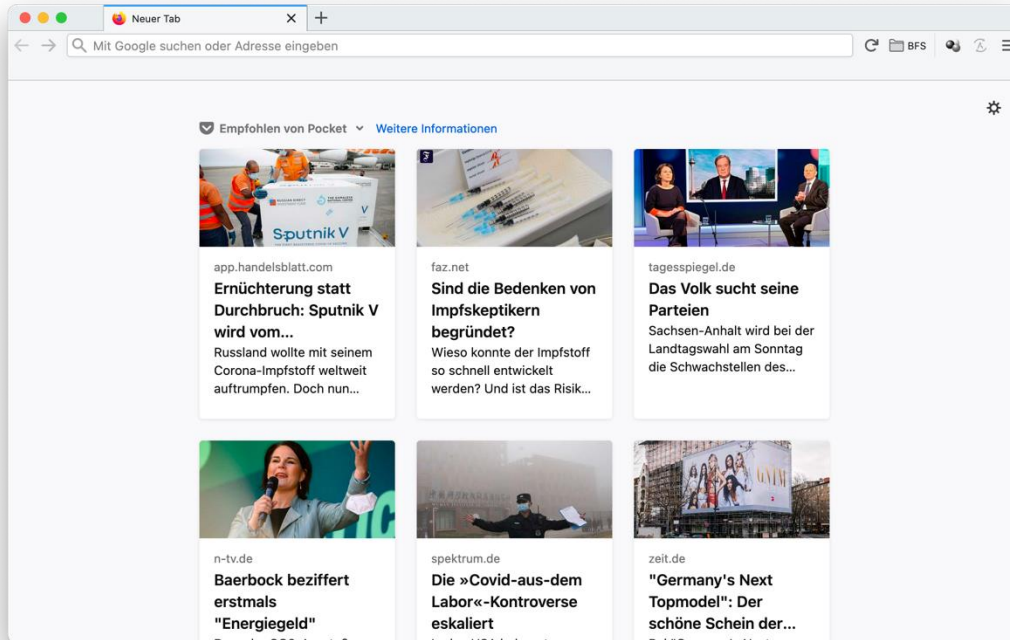 Neuer Tab
Mit Google suchen oder Adresse eingeben
BFS
Empfohlen von Pocket
Weitere Informationen
Sputnik V
app.handelsblatt.com
Ernüchterung statt
Durchbruch: Sputnik V
wird vom...
Russland wollte mit seinem
Corona-Impfstoff weltweit
auftrumpfen. Doch nun...
faz.net
Sind die Bedenken von
Impfskeptikern
begründet?
Wieso konnte der Impfstoff
so schnell entwickelt
werden? Und ist das Risik...
tagesspiegel.de
Das Volk sucht seine
Parteien
Sachsen-Anhalt wird bei der
Landtagswahl am Sonntag
die Schwachstellen des...
GNTM
n-tv.de
Baerbock beziffert
erstmals
"Energiegeld"
spektrum.de
Die »Covid-aus-dem
Labor«-Kontroverse
eskaliert
zeit.de
"Germany's Next
Topmodel": Der
schöne Schein der...